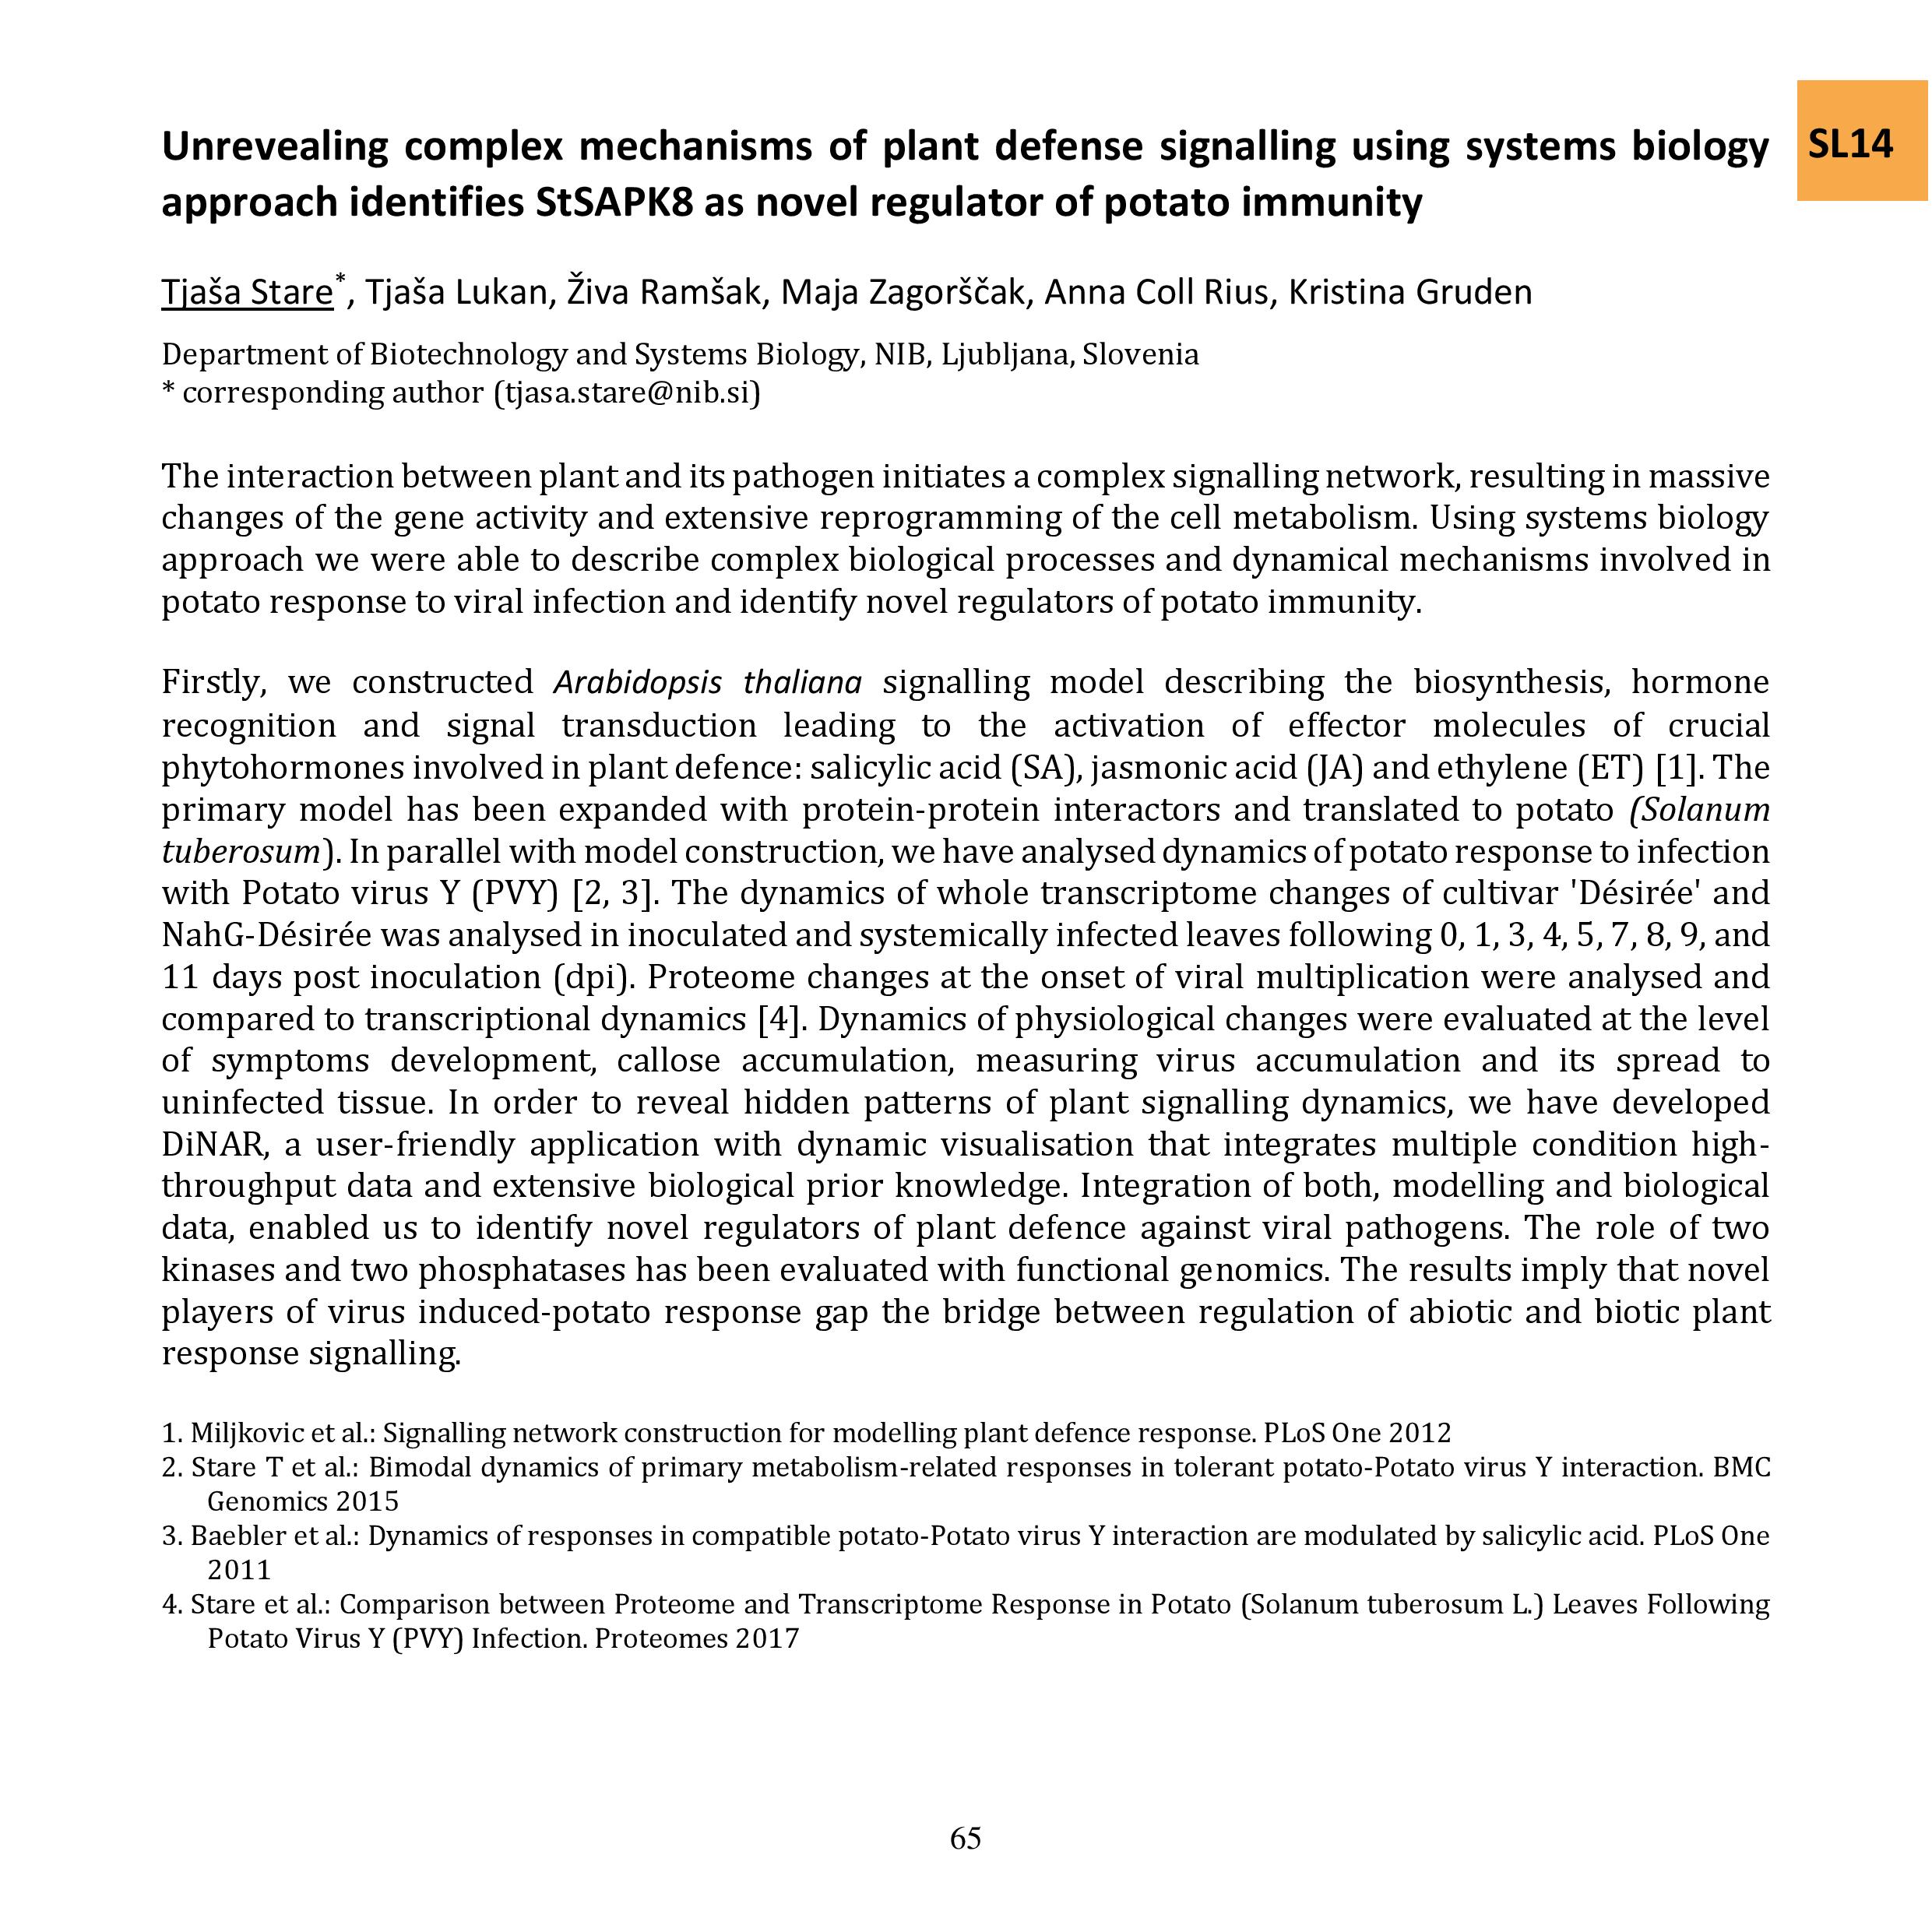 Unrevealing complex mechanisms of plant defense signalling using systems biology
approach identifies StSAPK8 as novel regulator of potato immunity
SL14
Tjaša Stare*, Tjaša Lukan, Živa Ramšak, Maja Zagorščak, Anna Coll Rius, Kristina Gruden
Department of Biotechnology and Systems Biology, NIB, Ljubljana, Slovenia
* corresponding author (tjasa.stare@nib.si)
The interaction between plant and its pathogen initiates a complex signalling network, resulting in massive
changes of the gene activity and extensive reprogramming of the cell metabolism. Using systems biology
approach we were able to describe complex biological processes and dynamical mechanisms involved in
potato response to viral infection and identify novel regulators of potato immunity.
Firstly, we constructed Arabidopsis thaliana signalling model describing the biosynthesis, hormone
recognition and signal transduction leading to the activation of effector molecules of crucial
phytohormones involved in plant defence: salicylic acid (SA), jasmonic acid (JA) and ethylene (ET) [1]. The
primary model has been expanded with protein-protein interactors and translated to potato (Solanum
tuberosum). In parallel with model construction, we have analysed dynamics of potato response to infection
with Potato virus Y (PVY) [2, 3]. The dynamics of whole transcriptome changes of cultivar 'Désirée' and
NahG-Désirée was analysed in inoculated and systemically infected leaves following 0, 1, 3, 4, 5, 7, 8, 9, and
11 days post inoculation (dpi). Proteome changes at the onset of viral multiplication were analysed and
compared to transcriptional dynamics [4]. Dynamics of physiological changes were evaluated at the level
of symptoms development, callose accumulation, measuring virus accumulation and its spread to
uninfected tissue. In order to reveal hidden patterns of plant signalling dynamics, we have developed
DiNAR, a user-friendly application with dynamic visualisation that integrates multiple condition high-
throughput data and extensive biological prior knowledge. Integration of both, modelling and biological
data, enabled us to identify novel regulators of plant defence against viral pathogens. The role of two
kinases and two phosphatases has been evaluated with functional genomics. The results imply that novel
players of virus induced-potato response gap the bridge between regulation of abiotic and biotic plant
response signalling.
1. Miljkovic et al.: Signalling network construction for modelling plant defence response. PLoS One 2012
2. Stare T et al.: Bimodal dynamics of primary metabolism-related responses in tolerant potato-Potato virus Y interaction. BMC
Genomics 2015
3. Baebler et al.: Dynamics of responses in compatible potato-Potato virus Y interaction are modulated by salicylic acid. PLoS One
2011
4. Stare et al.: Comparison between Proteome and Transcriptome Response in Potato (Solanum tuberosum L.) Leaves Following
Potato Virus Y (PVY) Infection. Proteomes 2017
65